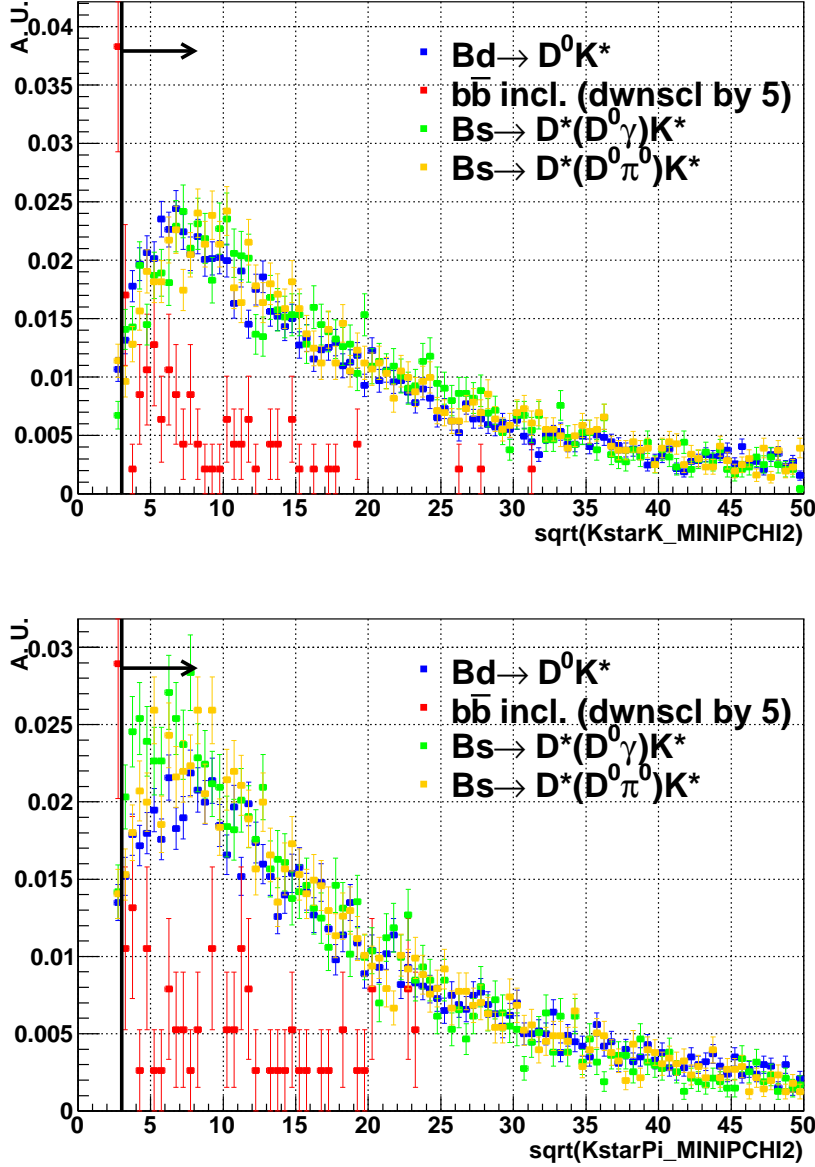 A. U.
0.04
0.035
0.03
0.025
0.02
0.015
0.01
0.005
0
Bd→ D⁰K*
bb̅ incl. (dwnscl by 5)
Bs→ D*(D⁰γ)K*
Bs→ D*(D⁰π⁰)K*
0 5 10 15 20 25 30 35 40 45 50
sqrt(KstarK_MINIPCHI2)
A. U.
0.03
0.025
0.02
0.015
0.01
0.005
0
Bd→ D⁰K*
bb̅ incl. (dwnscl by 5)
Bs→ D*(D⁰γ)K*
Bs→ D*(D⁰π⁰)K*
0 5 10 15 20 25 30 35 40 45 50
sqrt(KstarPi_MINIPCHI2)